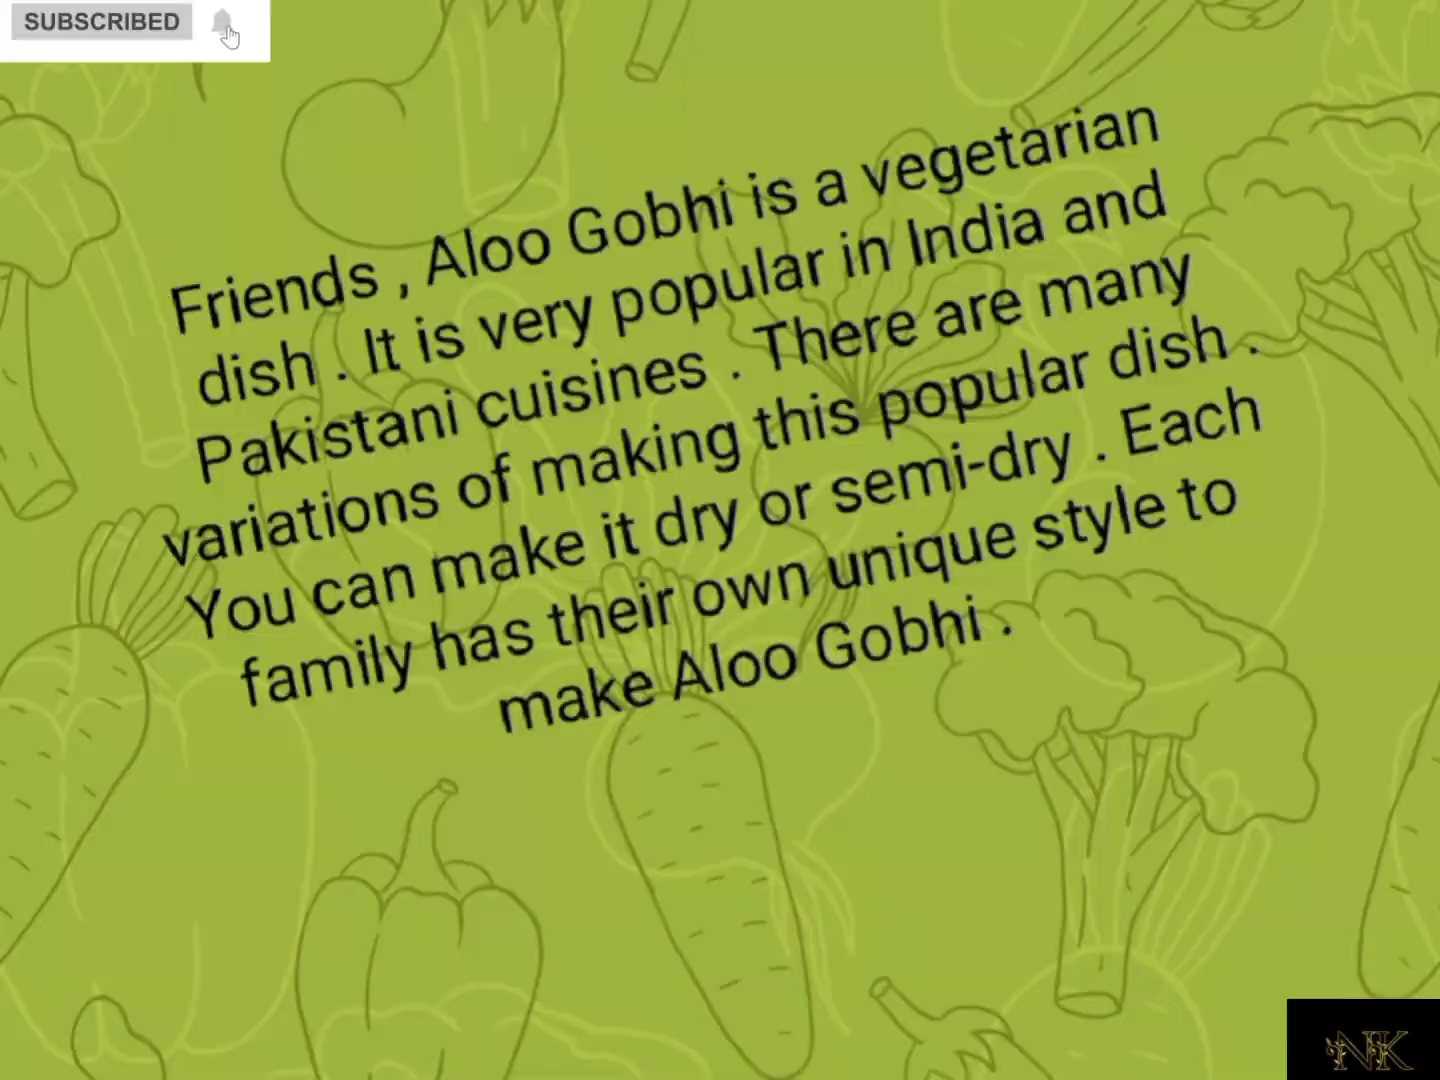 SUBSCRIBED
Friends , Aloo Gobhi is a vegetarian
dish . It is very popular in India and
Pakistani cuisines . There are many
variations of making this popular dish .
You can make it dry or semi-dry . Each
family has their own unique style to
make Aloo Gobhi .
NK